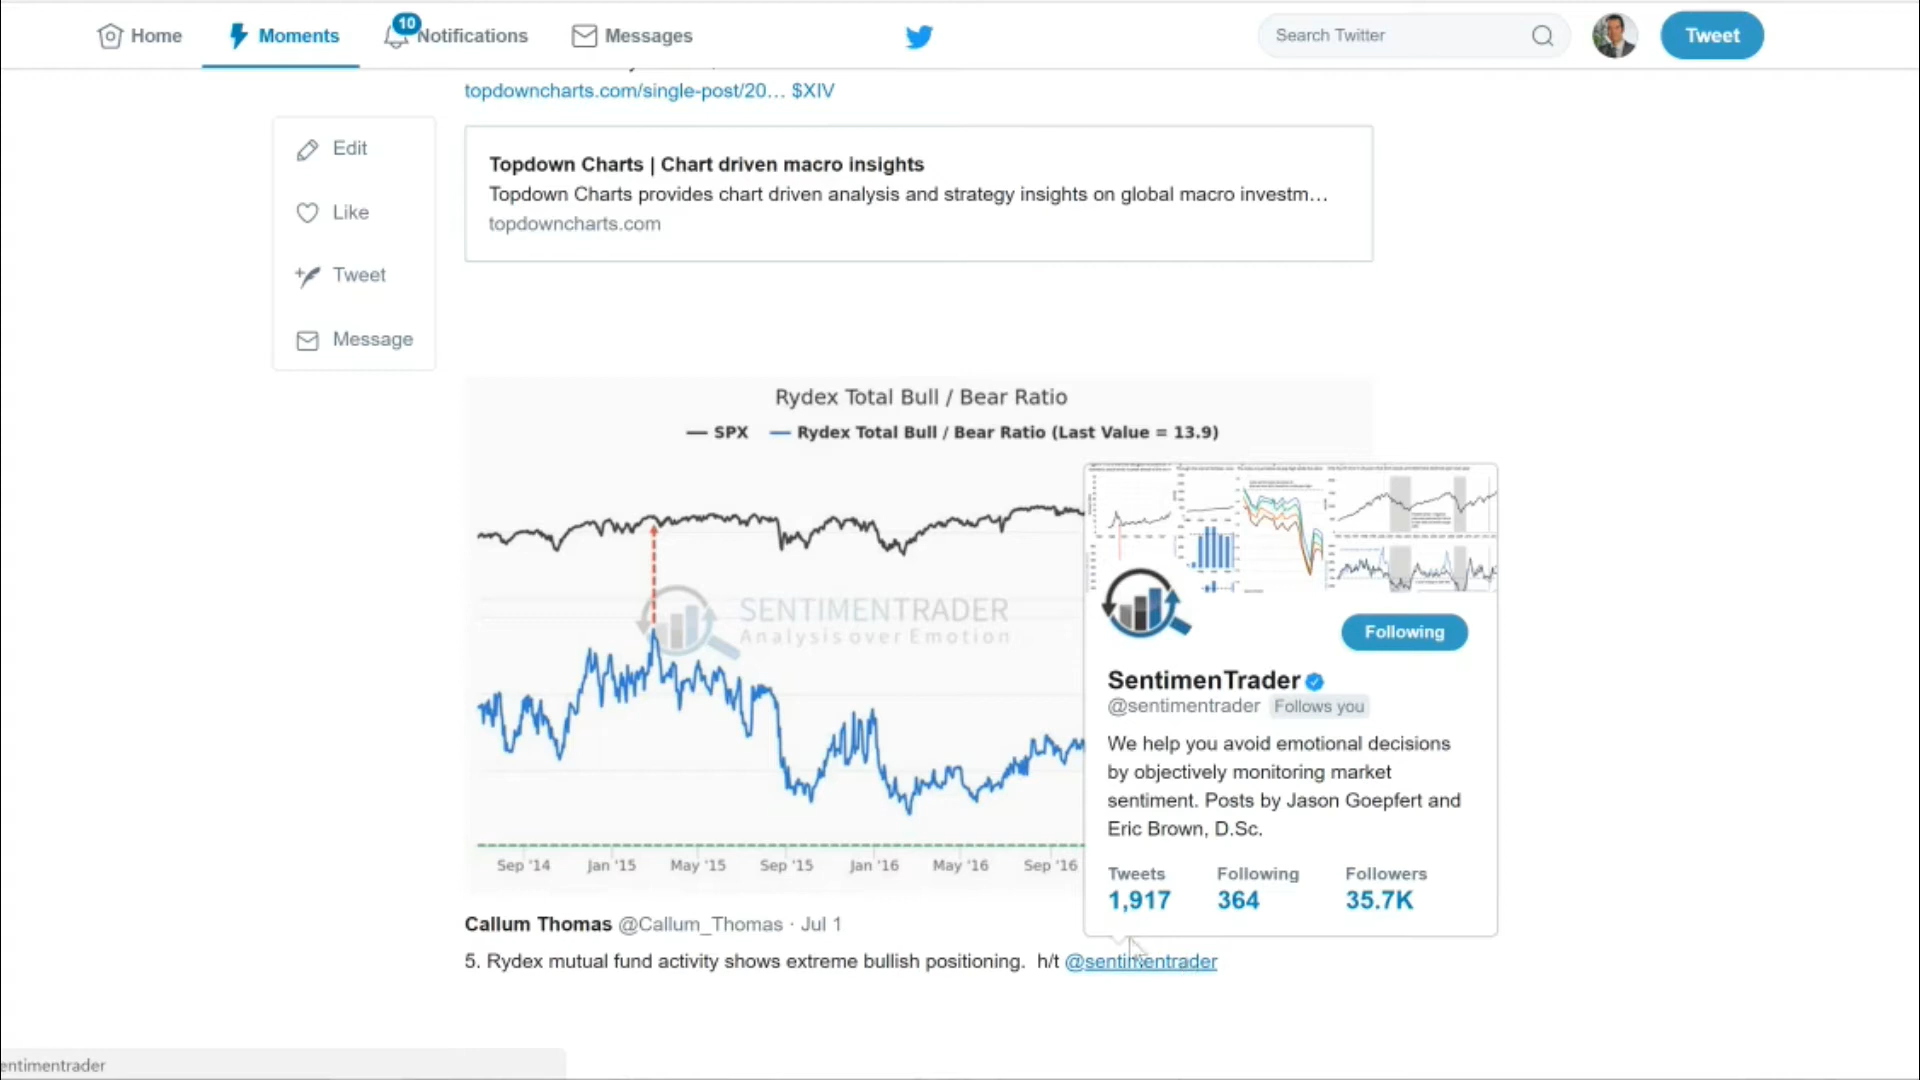 Home
Moments
10
Notifications
Messages
Search Twitter
Tweet
topdowncharts.com/single-post/20… $XIV
Edit
Like
Tweet
Message
Topdown Charts | Chart driven macro insights
Topdown Charts provides chart driven analysis and strategy insights on global macro investm…
topdowncharts.com
Rydex Total Bull / Bear Ratio
SPX
Rydex Total Bull / Bear Ratio (Last Value = 13.9)
SENTIMENTRADER
Analysis over Emotion
Sep '14
Jan '15
May '15
Sep '15
Jan '16
May '16
Sep '16
Following
SentimenTrader
@sentimentrader
Follows you
We help you avoid emotional decisions
by objectively monitoring market
sentiment. Posts by Jason Goepfert and
Eric Brown, D.Sc.
Tweets
Following
Followers
1,917
364
35.7K
Callum Thomas @Callum_Thomas · Jul 1
5. Rydex mutual fund activity shows extreme bullish positioning. h/t @sentimentrader
entimentrader